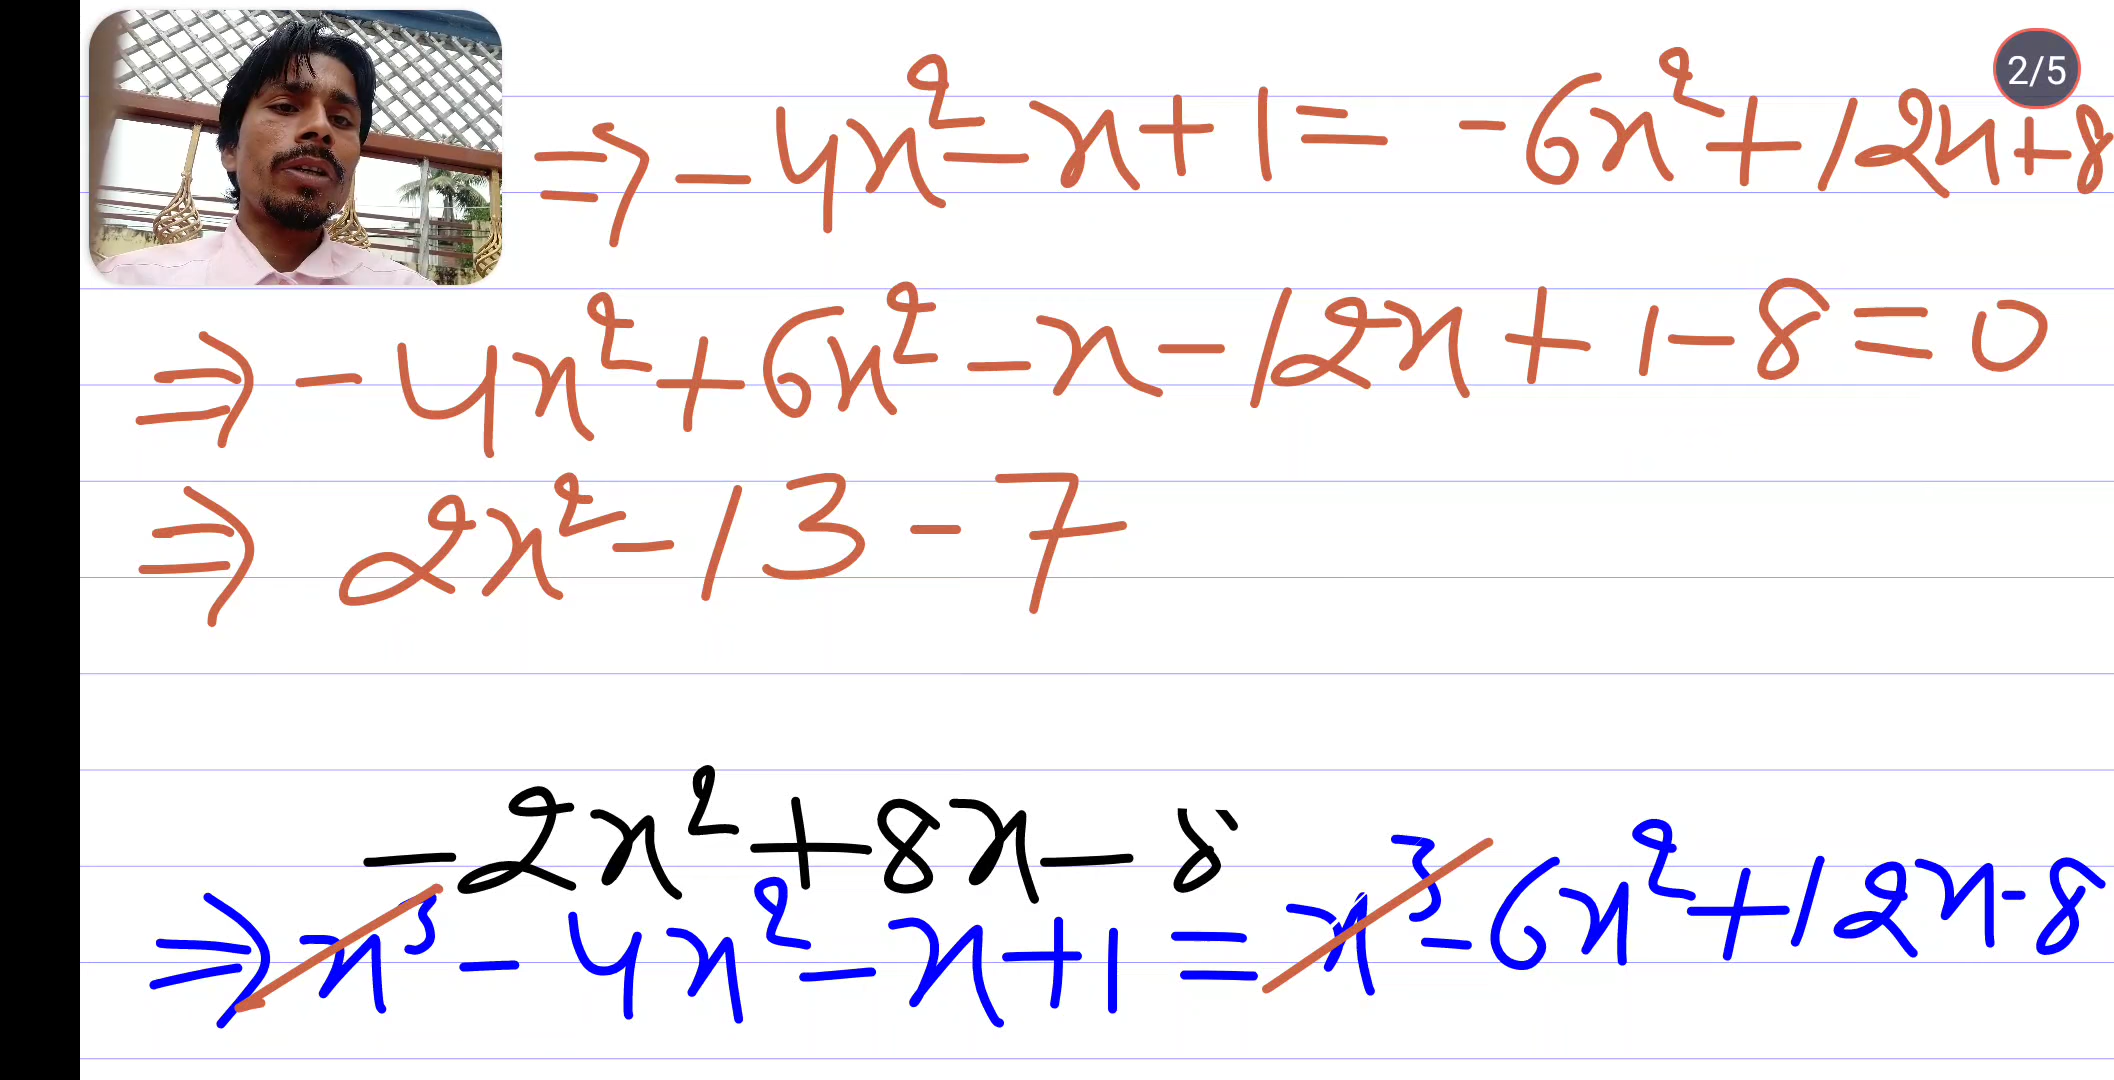 2/5
⇒ -4x²-x+1 = -6x²+12x+8
⇒ -4x²+6x²-x-12x+1-8=0
⇒ 2x²-13-7
-2x²+8x-8
⇒ x³-4x²-x+1 = x³-6x²+12x-8